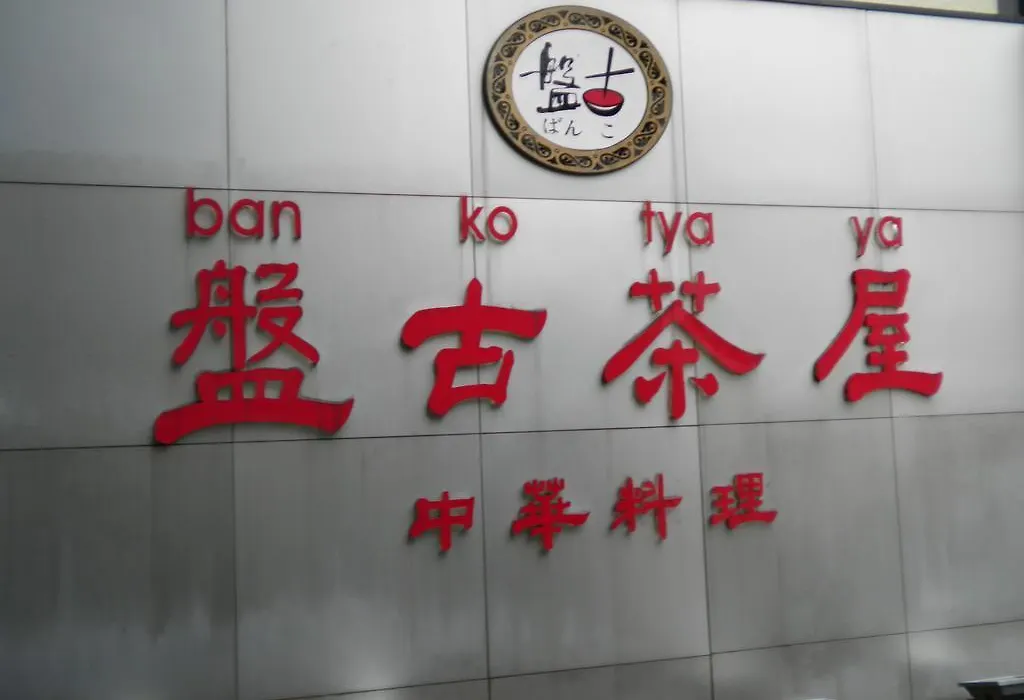 盤古
ばんこ
ban ko tya ya
盤古茶屋
中華料理